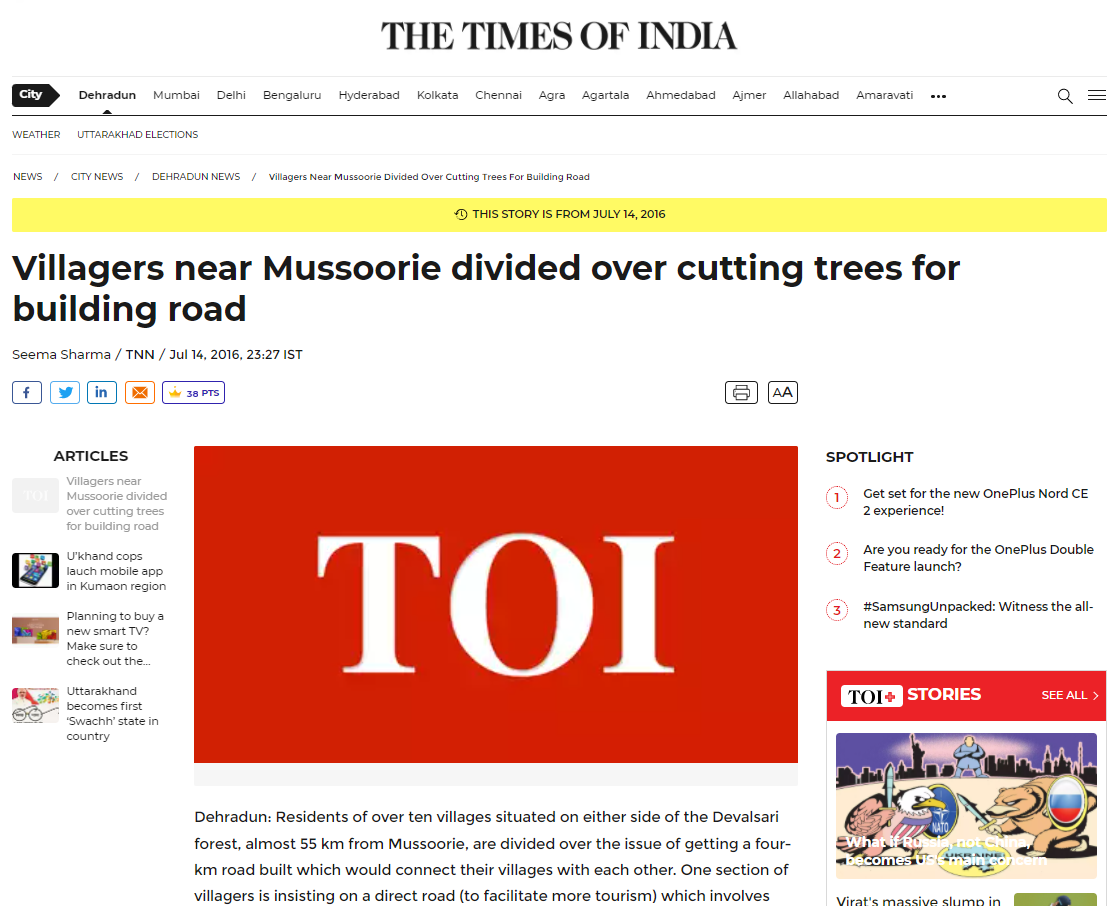 THE TIMES OF INDIA
City
Dehradun Mumbai Delhi Bengaluru Hyderabad Kolkata Chennai Agra Agartala Ahmedabad Ajmer Allahabad Amaravati •••
WEATHER UTTARAKHAD ELECTIONS
NEWS / CITY NEWS / DEHRADUN NEWS / Villagers Near Mussoorie Divided Over Cutting Trees For Building Road
THIS STORY IS FROM JULY 14, 2016
Villagers near Mussoorie divided over cutting trees for
building road
Seema Sharma / TNN / Jul 14, 2016, 23:27 IST
f
in
38 PTS
AA
ARTICLES
TOI
Villagers near
Mussoorie divided
over cutting trees
for building road
U'khand cops
lauch mobile app
in Kumaon region
Planning to buy a
new smart TV?
Make sure to
check out the...
Uttarakhand
becomes first
‘Swachh’ state in
country
TOI
Dehradun: Residents of over ten villages situated on either side of the Devalsari
forest, almost 55 km from Mussoorie, are divided over the issue of getting a four-
km road built which would connect their villages with each other. One section of
villagers is insisting on a direct road (to facilitate more tourism) which involves
SPOTLIGHT
1
Get set for the new OnePlus Nord CE
2 experience!
2
Are you ready for the OnePlus Double
Feature launch?
3
#SamsungUnpacked: Witness the all-
new standard
TOI+ STORIES
SEE ALL >
NATO
UKRAINE
What if Russia, not China,
becomes US's main concern
Virat's massive slump in